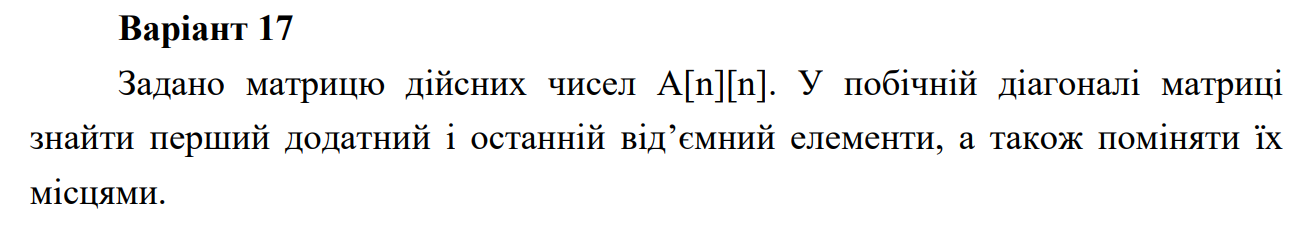 Варіант 17
Задано матрицю дійсних чисел A[n][n]. У побічній діагоналі матриці
знайти перший додатний і останній від’ємний елементи, а також поміняти їх
місцями.